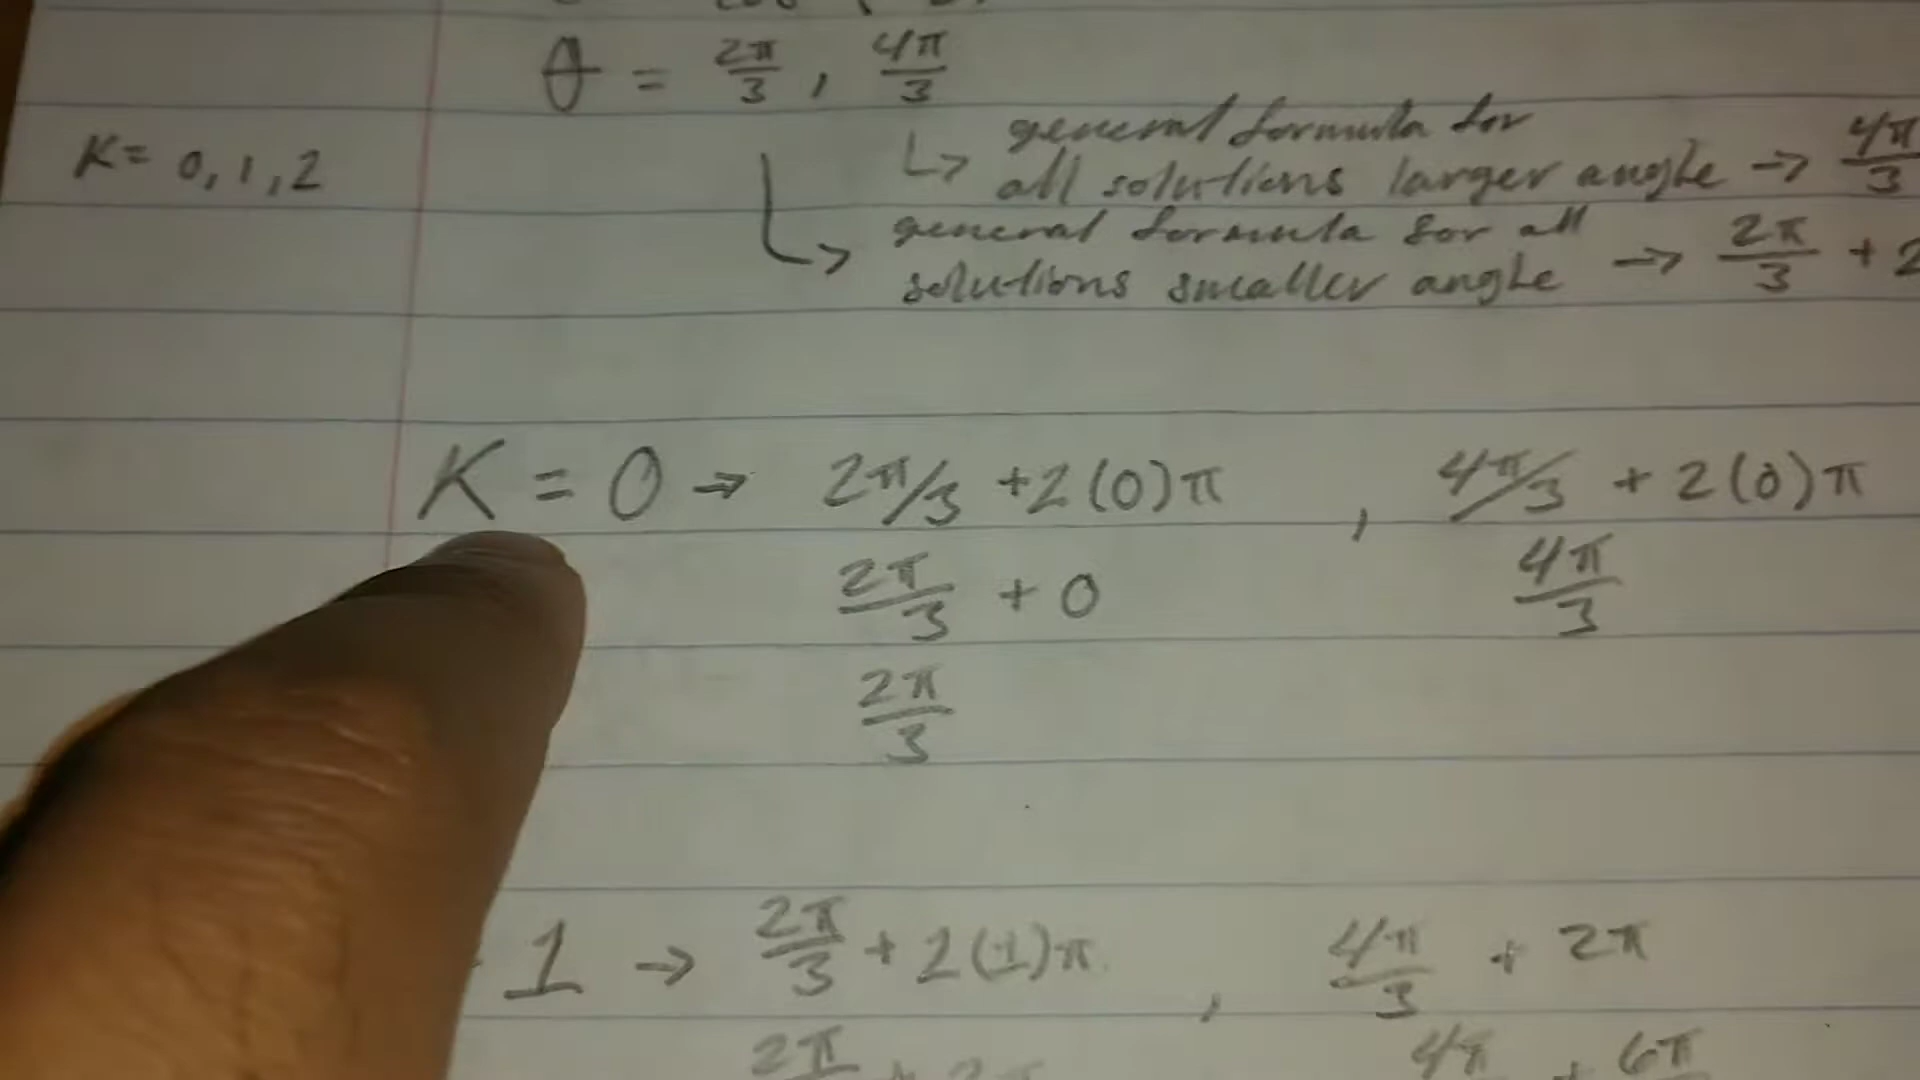 θ = 2π/3 , 4π/3
K = 0, 1, 2
general formula for
↳ all solutions larger angle → 4π/3
general formula for all
↳ solutions smaller angle → 2π/3 + 2
K = 0 → 2π/3 + 2(0)π , 4π/3 + 2(0)π
2π/3 + 0
4π/3
2π/3
1 → 2π/3 + 2(1)π , 4π/3 + 2π
2π
4π + 6π